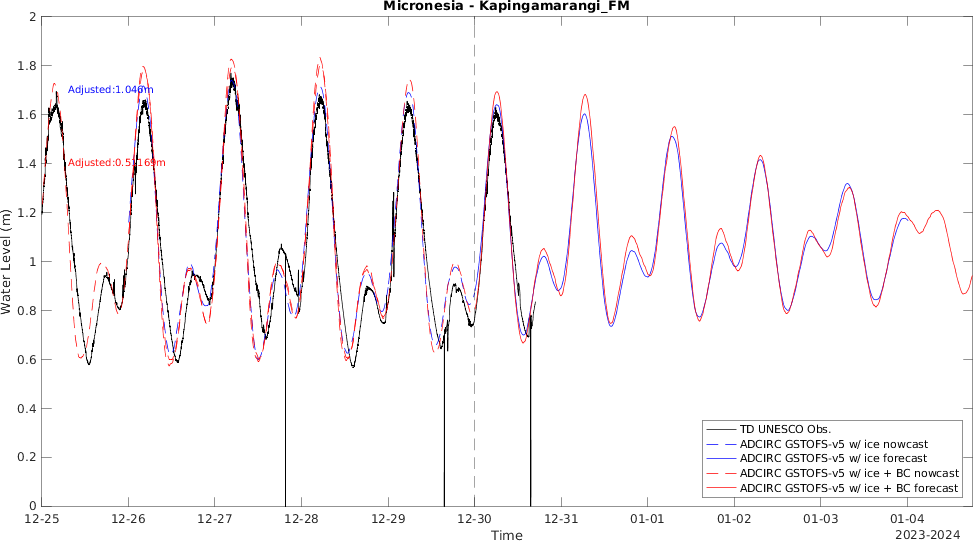 Micronesia - Kapingamarangi_FM
Water Level (m)
2
1.8
1.6
1.4
1.2
1
0.8
0.6
0.4
0.2
0
Adjusted:1.046m
TD UNESCO Obs.
ADCIRC GSTOFS-v5 w/ ice nowcast
ADCIRC GSTOFS-v5 w/ ice forecast
ADCIRC GSTOFS-v5 w/ ice + BC nowcast
ADCIRC GSTOFS-v5 w/ ice + BC forecast
12-25 12-26 12-27 12-28 12-29 12-30 12-31 01-01 01-02 01-03 01-04
Time
2023-2024